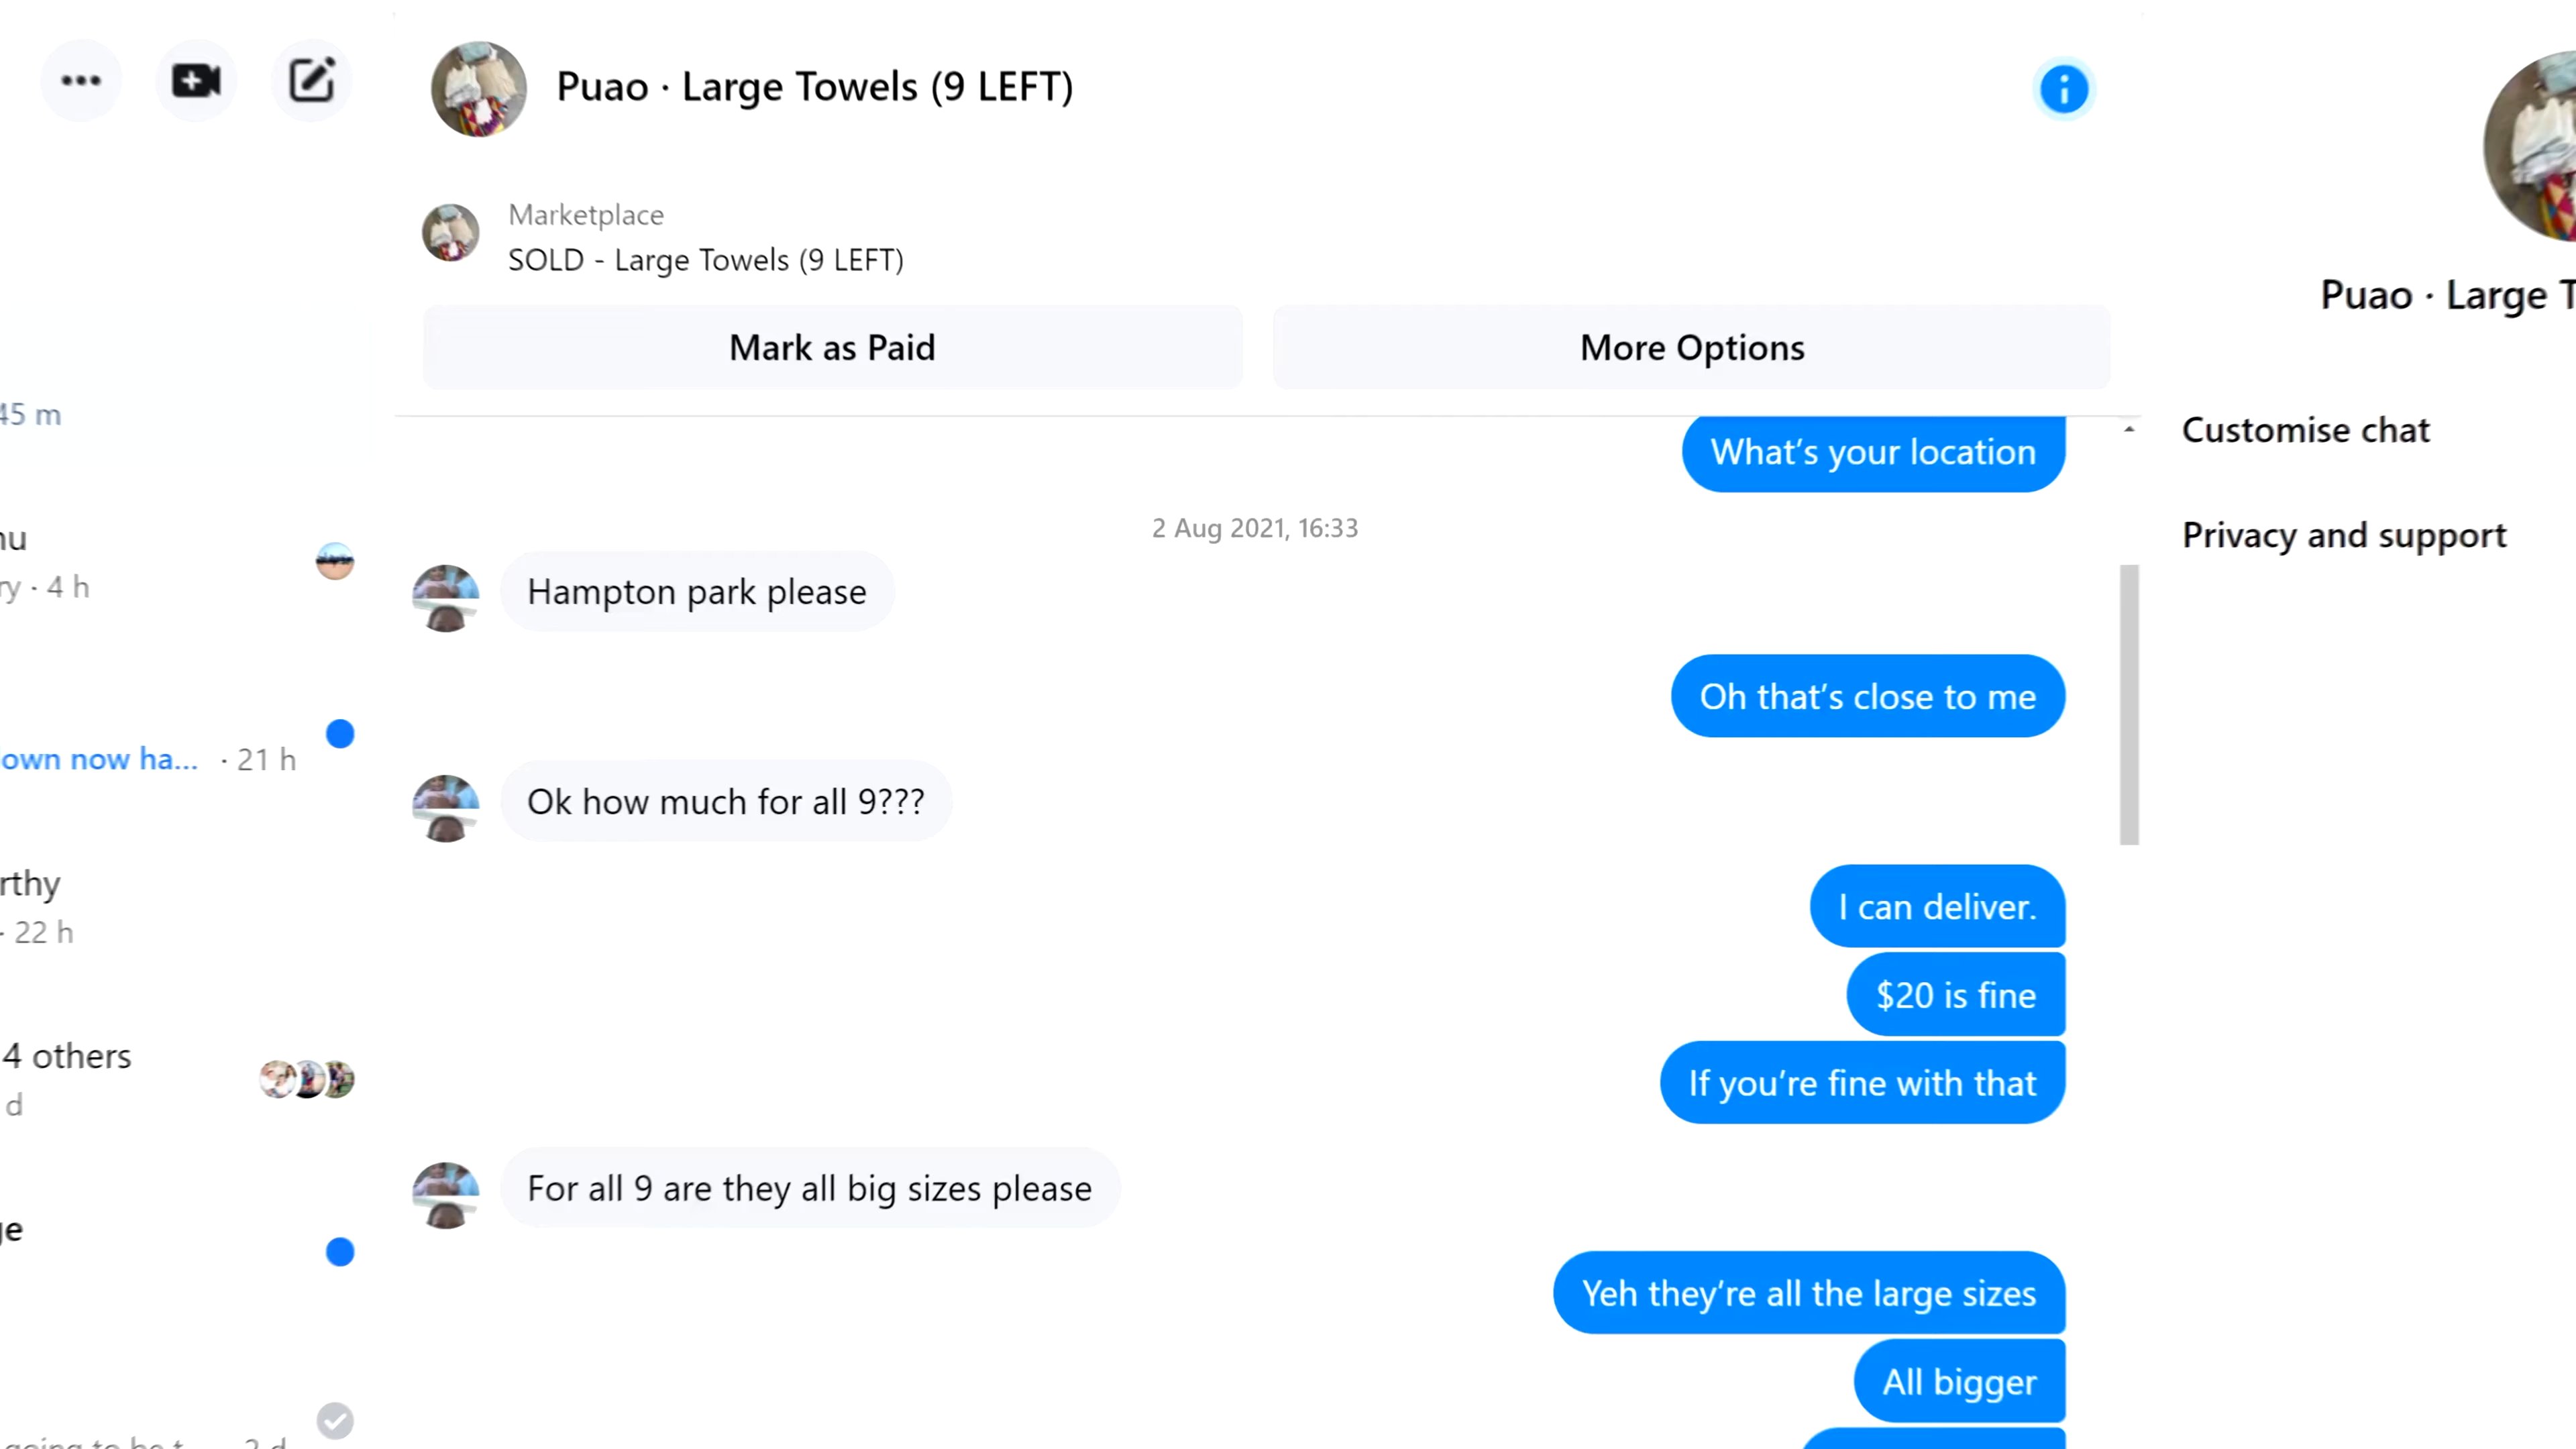 Puao · Large Towels (9 LEFT)
Marketplace
SOLD - Large Towels (9 LEFT)
Mark as Paid
More Options
45 m
· 4 h
own now ha... · 21 h
· 22 h
4 others
d
2 d
What's your location
2 Aug 2021, 16:33
Hampton park please
Oh that's close to me
Ok how much for all 9???
I can deliver.
$20 is fine
If you're fine with that
For all 9 are they all big sizes please
Yeh they're all the large sizes
All bigger
Puao · Large T
Customise chat
Privacy and support